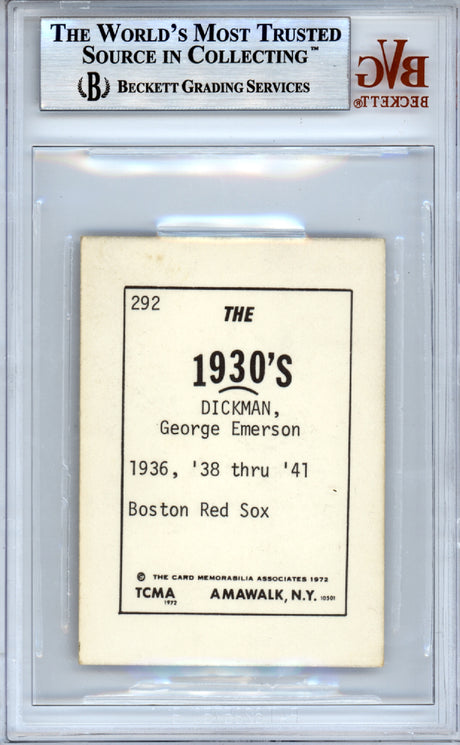 THE WORLD'S MOST TRUSTED
SOURCE IN COLLECTING™
B BECKETT GRADING SERVICES
BVG
BECKETT®
292
THE
1930'S
DICKMAN,
George Emerson
1936, '38 thru '41
Boston Red Sox
© THE CARD MEMORABILIA ASSOCIATES 1972
TCMA AMAWALK, N.Y. 10501
1972